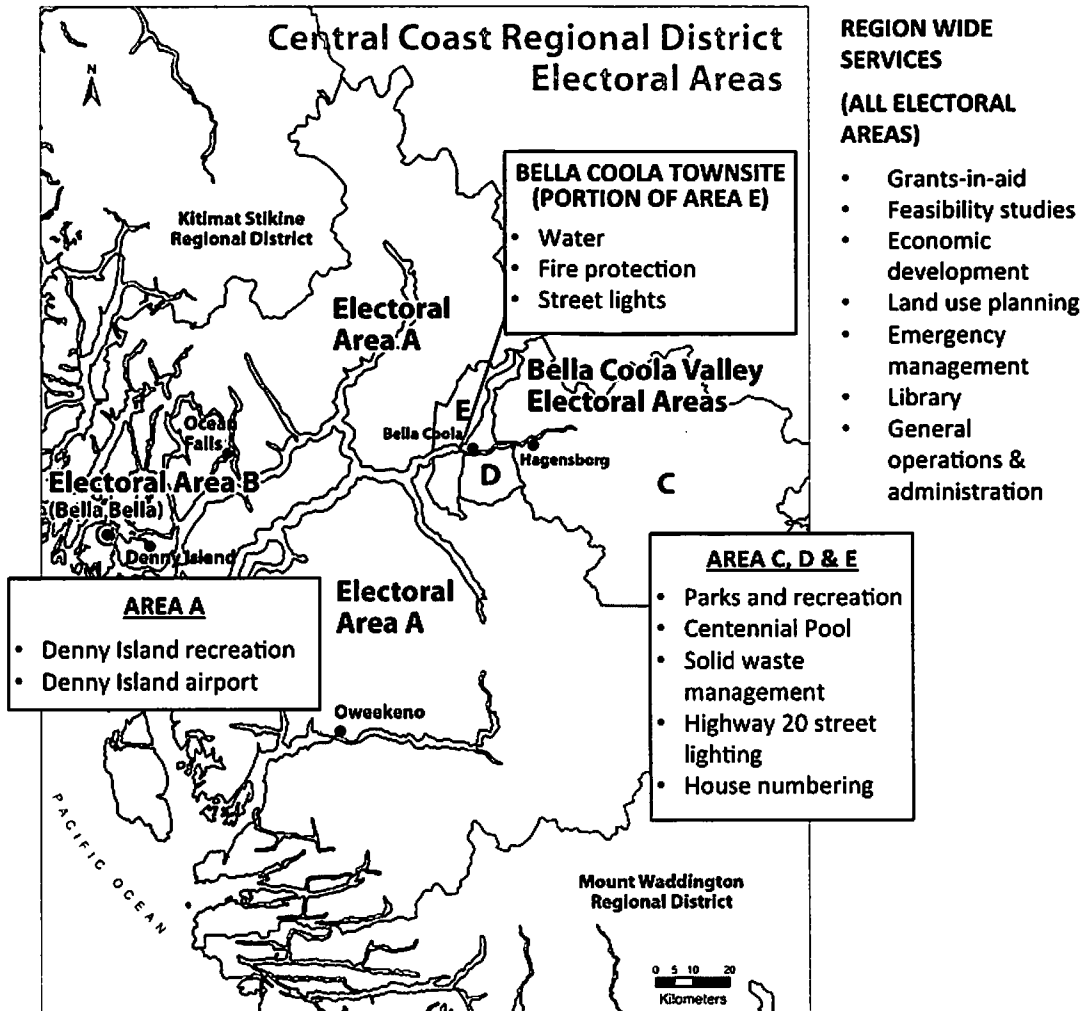 Central Coast Regional District
Electoral Areas
N
Kitimat Stikine
Regional District
BELLA COOLA TOWNSITE
(PORTION OF AREA E)
• Water
• Fire protection
• Street lights
Electoral
Area A
Bella Coola Valley
Electoral Areas
E
Bella Coola
Hagensborg
D
C
Ocean
Falls
Electoral Area B
(Bella Bella)
Denny Island
AREA A
• Denny Island recreation
• Denny Island airport
Electoral
Area A
Oweekeno
AREA C, D & E
• Parks and recreation
• Centennial Pool
• Solid waste
management
• Highway 20 street
lighting
• House numbering
PACIFIC OCEAN
Mount Waddington
Regional District
0 5 10 20
Kilometers
REGION WIDE
SERVICES
(ALL ELECTORAL
AREAS)
• Grants-in-aid
• Feasibility studies
• Economic
development
• Land use planning
• Emergency
management
• Library
• General
operations &
administration